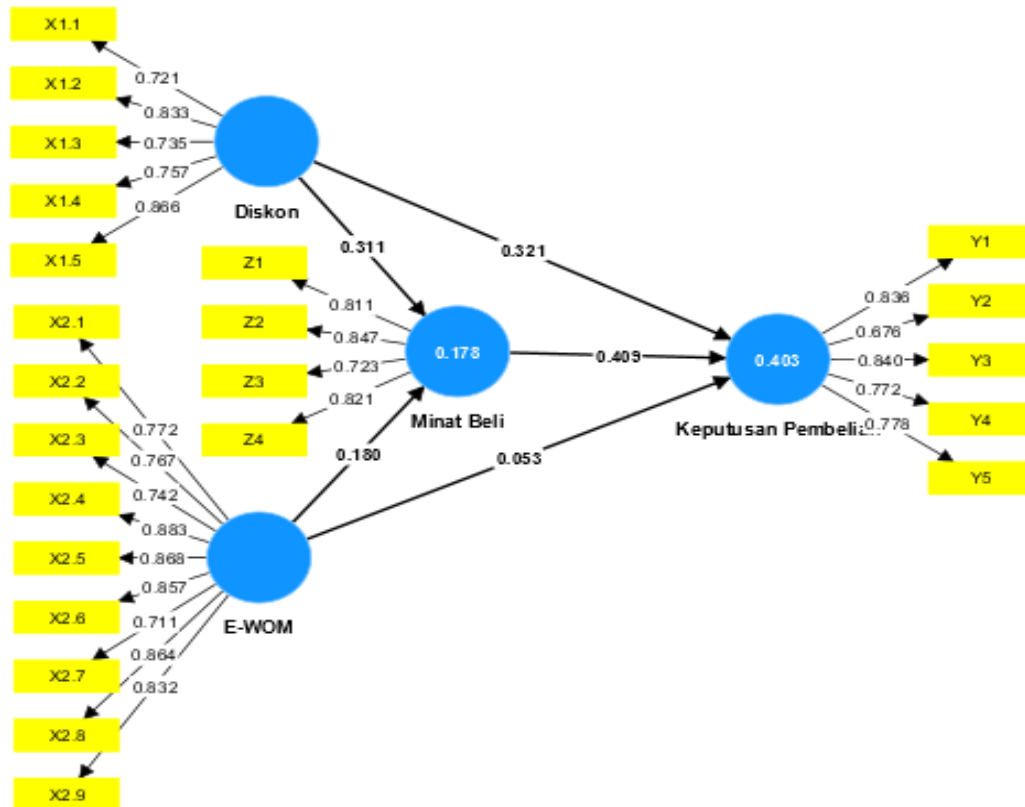 X1.1
0.721
X1.2
0.833
X1.3
0.735
X1.4
0.757
X1.5
0.866
Diskon
0.311
0.321
Z1
0.811
Z2
0.847
Z3
0.723
Z4
0.821
0.178
Minat Beli
0.409
0.403
Keputusan Pembelia...
Y1
0.836
Y2
0.676
Y3
0.840
Y4
0.772
Y5
0.778
X2.1
0.772
X2.2
0.767
X2.3
0.742
X2.4
0.883
X2.5
0.868
X2.6
0.857
X2.7
0.711
X2.8
0.864
X2.9
0.832
E-WOM
0.180
0.053